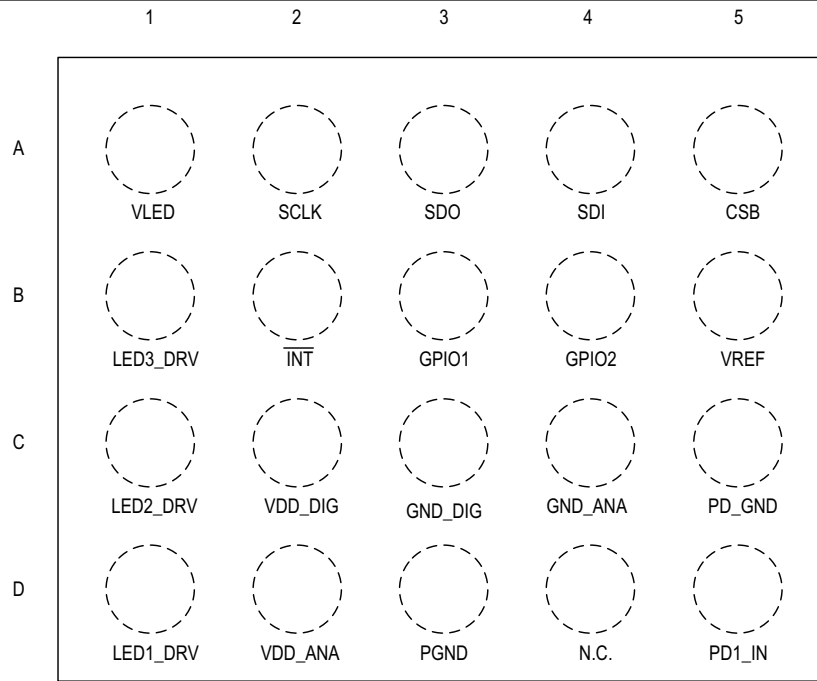 1 2 3 4 5
A
VLED SCLK SDO SDI CSB
B
LED3_DRV I̅N̅T̅ GPIO1 GPIO2 VREF
C
LED2_DRV VDD_DIG GND_DIG GND_ANA PD_GND
D
LED1_DRV VDD_ANA PGND N.C. PD1_IN